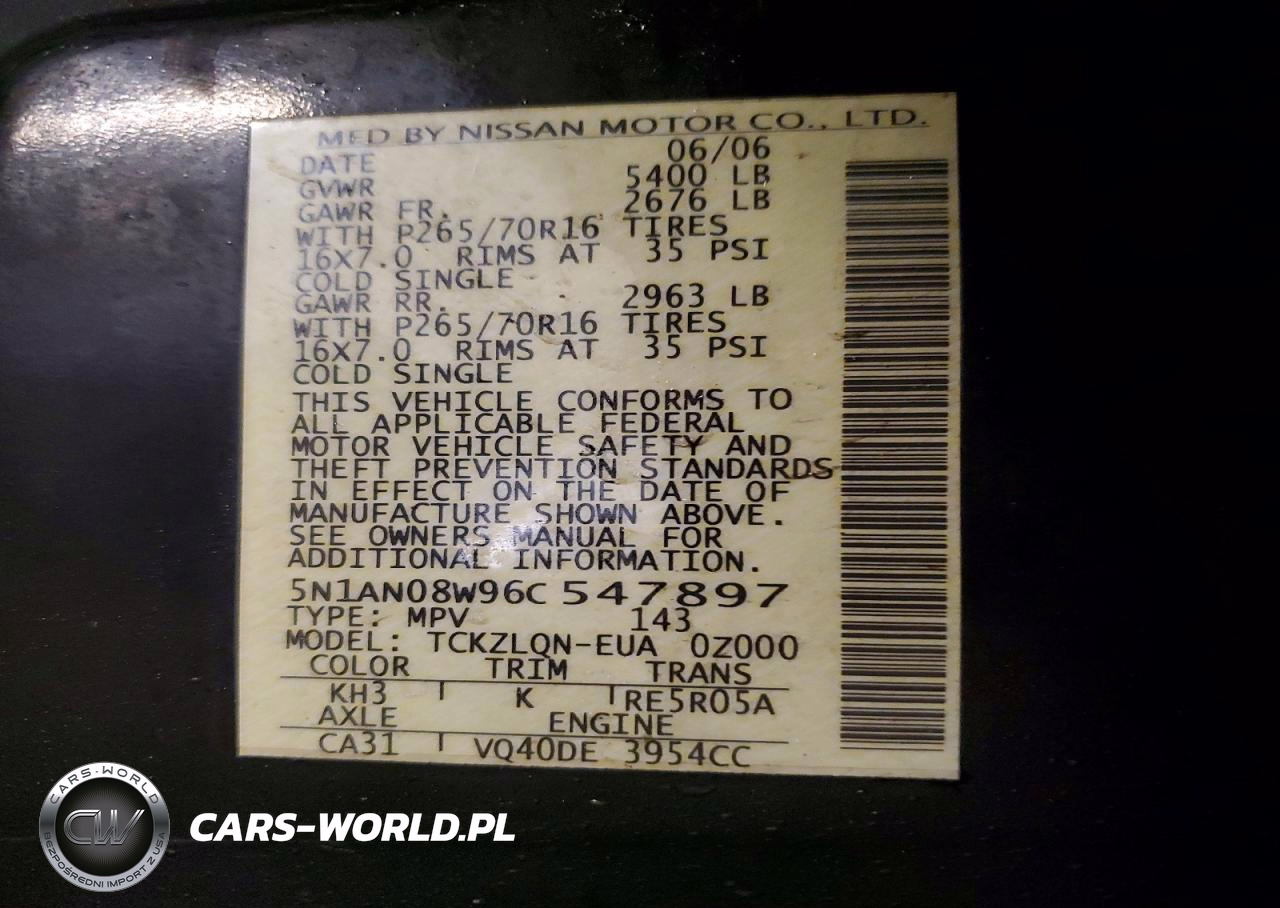 MFD BY NISSAN MOTOR CO., LTD.
DATE 06/06
GVWR 5400 LB
GAWR FR. 2676 LB
WITH P265/70R16 TIRES
16X7.0 RIMS AT 35 PSI
COLD SINGLE
GAWR RR. 2963 LB
WITH P265/70R16 TIRES
16X7.0 RIMS AT 35 PSI
COLD SINGLE
THIS VEHICLE CONFORMS TO
ALL APPLICABLE FEDERAL
MOTOR VEHICLE SAFETY AND
THEFT PREVENTION STANDARDS
IN EFFECT ON THE DATE OF
MANUFACTURE SHOWN ABOVE.
SEE OWNERS MANUAL FOR
ADDITIONAL INFORMATION.
5N1AN08W96C547897
TYPE: MPV 143
MODEL: TCKZLQN-EUA 0Z000
COLOR TRIM TRANS
KH3 K RE5R05A
AXLE ENGINE
CA31 VQ40DE 3954CC
CARS-WORLD
CW
BEZPOŚREDNI IMPORT Z USA
CARS-WORLD.PL